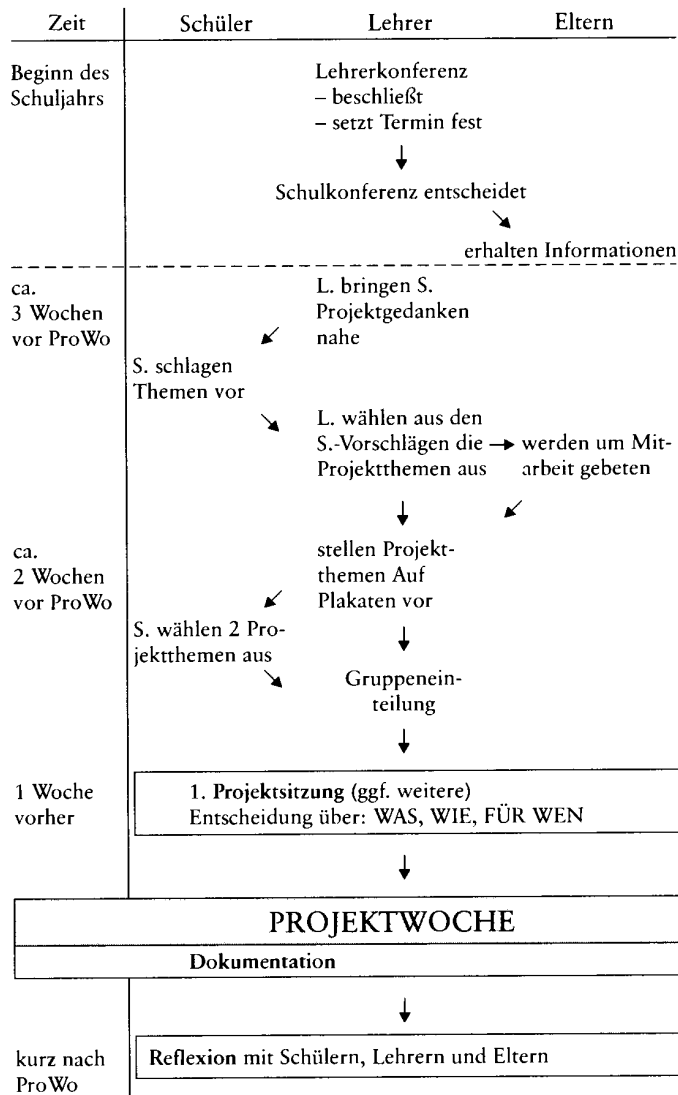 Zeit Schüler Lehrer Eltern
Beginn des Lehrerkonferenz
Schuljahrs – beschließt
– setzt Termin fest
Schulkonferenz entscheidet
erhalten Informationen
ca. L. bringen S.
3 Wochen Projektgedanken
vor ProWo nahe
S. schlagen
Themen vor
L. wählen aus den
S.-Vorschlägen die → werden um Mit-
Projektthemen aus arbeit gebeten
ca. stellen Projekt-
2 Wochen themen Auf
vor ProWo Plakaten vor
S. wählen 2 Pro-
jektthemen aus
Gruppenein-
teilung
1 Woche 1. Projektsitzung (ggf. weitere)
vorher Entscheidung über: WAS, WIE, FÜR WEN
PROJEKTWOCHE
Dokumentation
kurz nach Reflexion mit Schülern, Lehrern und Eltern
ProWo